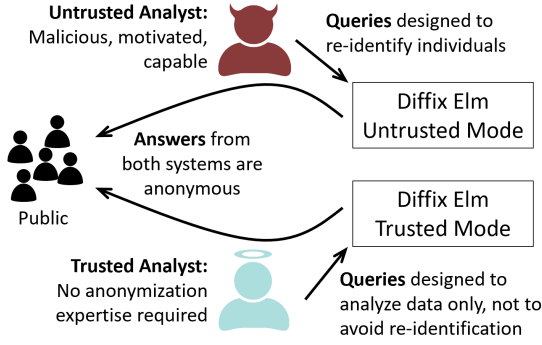 Untrusted Analyst:
Malicious, motivated,
capable
Queries designed to
re-identify individuals
Diffix Elm
Untrusted Mode
Answers from
both systems are
anonymous
Public
Diffix Elm
Trusted Mode
Trusted Analyst:
No anonymization
expertise required
Queries designed to
analyze data only, not to
avoid re-identification